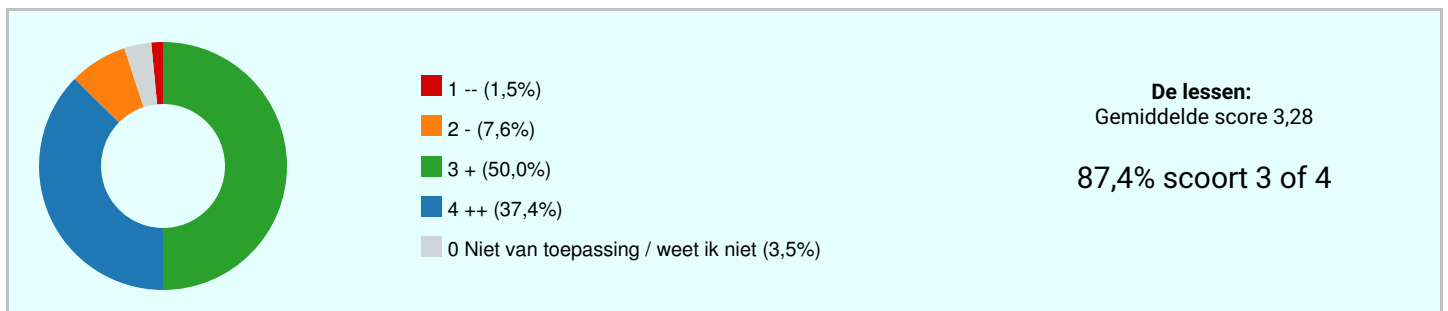 1 -- (1,5%)
2 - (7,6%)
3 + (50,0%)
4 ++ (37,4%)
0 Niet van toepassing / weet ik niet (3,5%)
De lessen:
Gemiddelde score 3,28
87,4% scoort 3 of 4